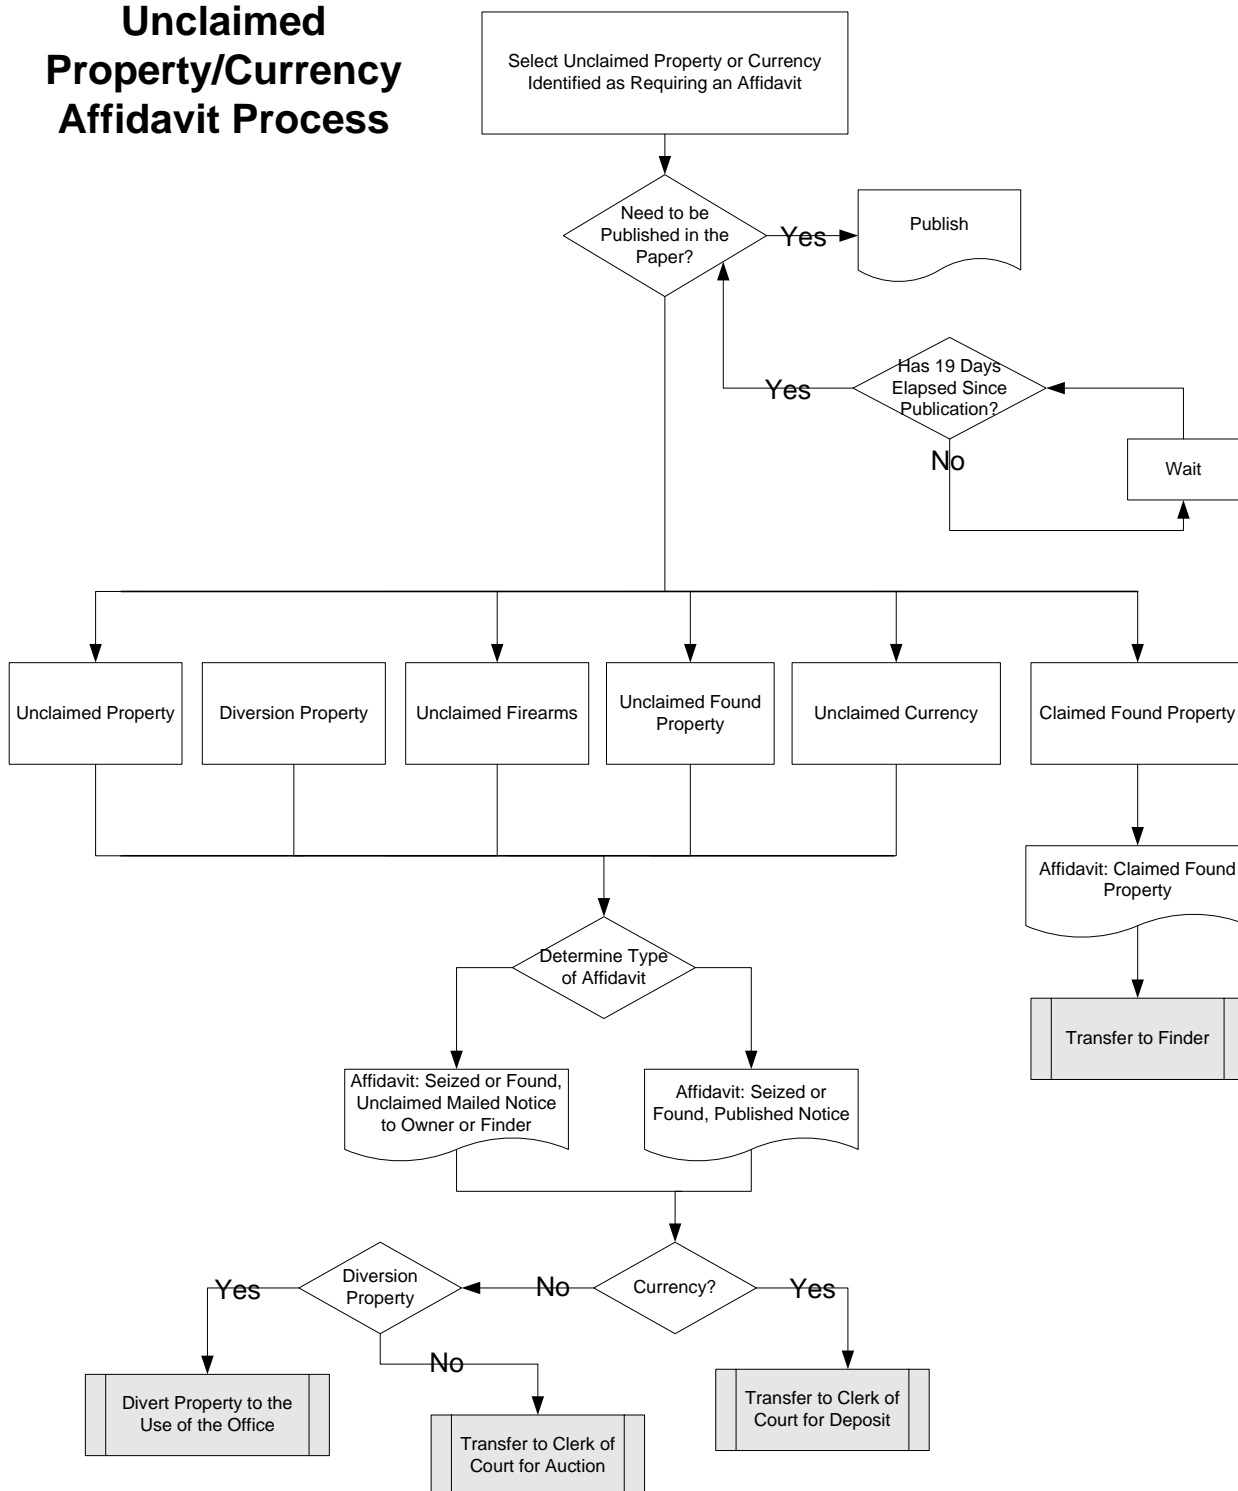 Unclaimed
Property/Currency
Affidavit Process
Select Unclaimed Property or Currency
Identified as Requiring an Affidavit
Need to be
Published in the
Paper?
Yes
Publish
Has 19 Days
Elapsed Since
Publication?
Yes
No
Wait
Unclaimed Property
Diversion Property
Unclaimed Firearms
Unclaimed Found
Property
Unclaimed Currency
Claimed Found Property
Affidavit: Claimed Found
Property
Transfer to Finder
Determine Type
of Affidavit
Affidavit: Seized or Found,
Unclaimed Mailed Notice
to Owner or Finder
Affidavit: Seized or
Found, Published Notice
Currency?
No
Yes
Diversion
Property
Yes
No
Divert Property to the
Use of the Office
Transfer to Clerk of
Court for Auction
Transfer to Clerk of
Court for Deposit